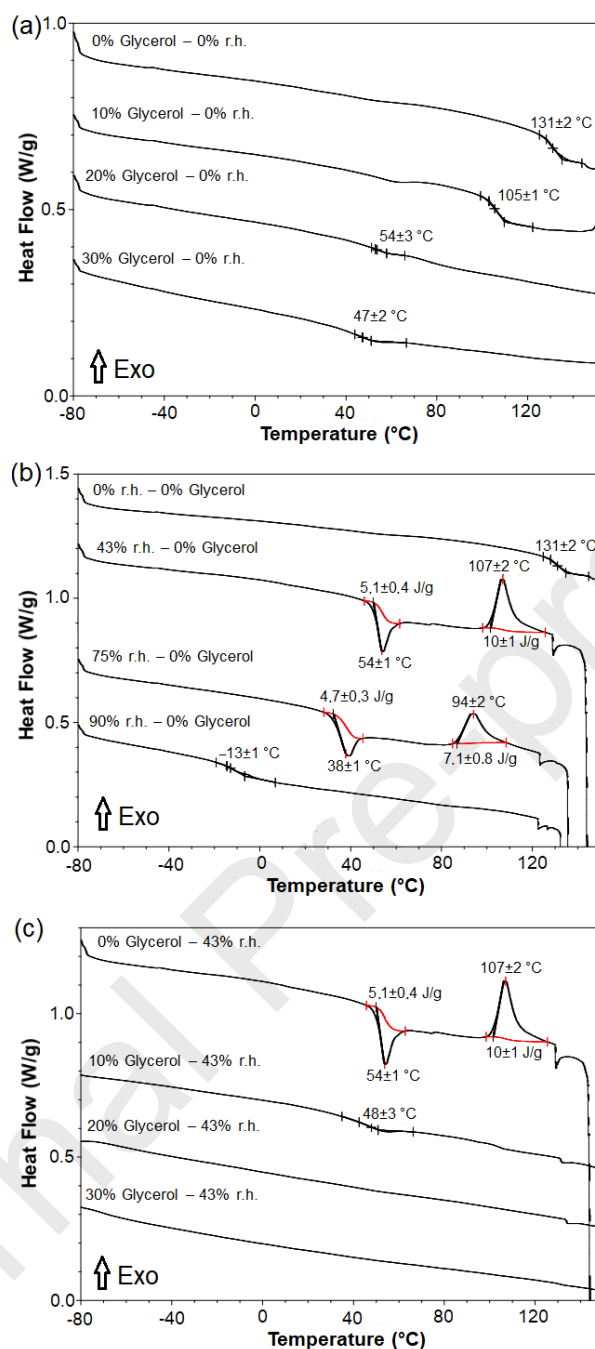 (a)
1.0
0.5
0.0
Heat Flow (W/g)
0% Glycerol – 0% r.h.
131±2 °C
10% Glycerol – 0% r.h.
105±1 °C
20% Glycerol – 0% r.h.
54±3 °C
30% Glycerol – 0% r.h.
47±2 °C
Exo
-80 -40 0 40 80 120
Temperature (°C)
(b)
1.5
1.0
0.5
0.0
Heat Flow (W/g)
0% r.h. – 0% Glycerol
131±2 °C
43% r.h. – 0% Glycerol
107±2 °C
5.1±0.4 J/g
10±1 J/g
54±1 °C
75% r.h. – 0% Glycerol
4.7±0.3 J/g
94±2 °C
90% r.h. – 0% Glycerol
38±1 °C
7.1±0.8 J/g
–13±1 °C
Exo
-80 -40 0 40 80 120
Temperature (°C)
(c)
1.0
0.5
0.0
Heat Flow (W/g)
0% Glycerol – 43% r.h.
107±2 °C
5.1±0.4 J/g
10±1 J/g
54±1 °C
10% Glycerol – 43% r.h.
48±3 °C
20% Glycerol – 43% r.h.
30% Glycerol – 43% r.h.
Exo
-80 -40 0 40 80 120
Temperature (°C)
nal Pre-pr